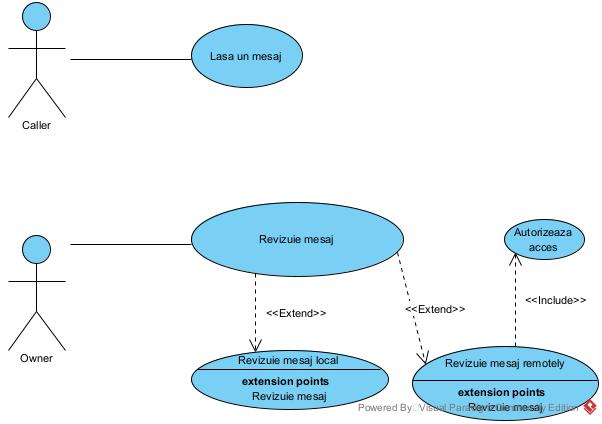 Lasa un mesaj
Caller
Revizuie mesaj
Autorizeaza
acces
<<Extend>>
<<Extend>>
<<Include>>
Owner
Revizuie mesaj local
extension points
Revizuie mesaj
Revizuie mesaj remotely
extension points
Revizuie mesaj
Powered By Visual Paradigm Community Edition